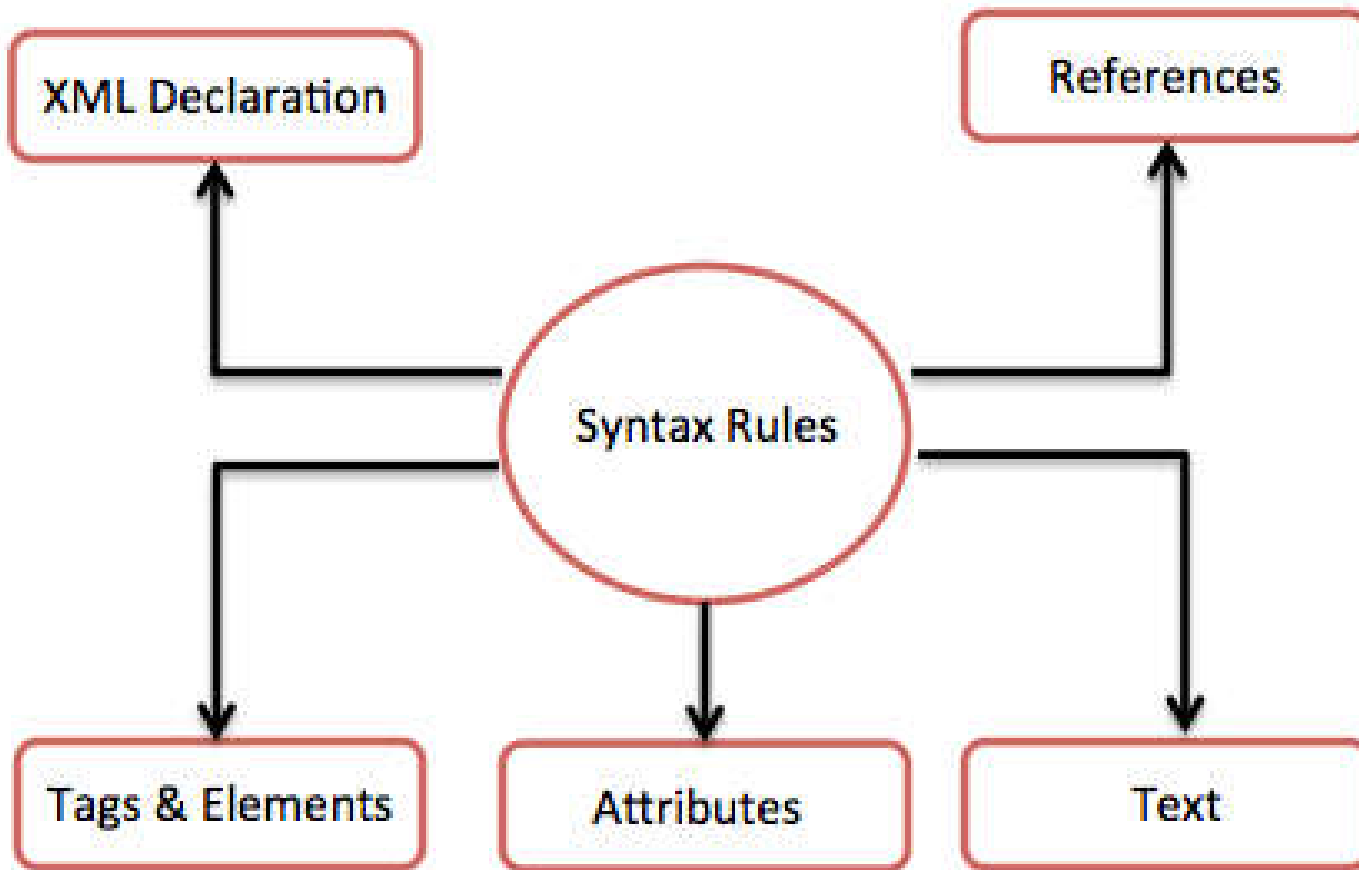 XML Declaration
References
Syntax Rules
Tags & Elements
Attributes
Text